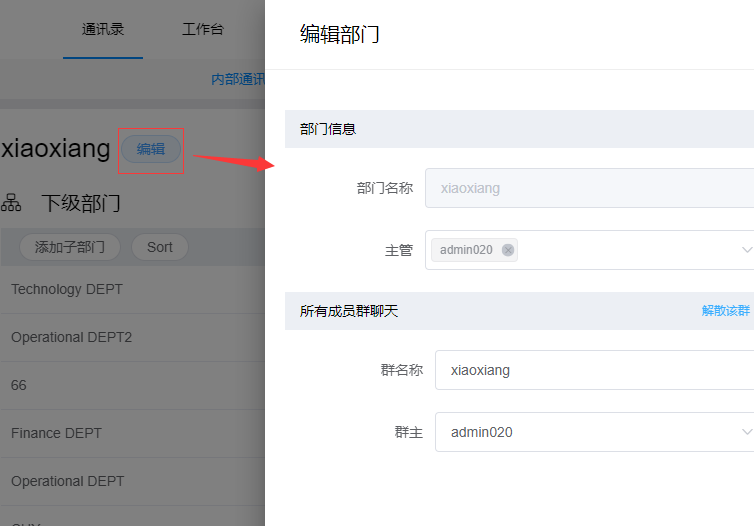 通讯录 工作台
内部通讯
xiaoxiang 编辑
下级部门
添加子部门 Sort
Technology DEPT
Operational DEPT2
66
Finance DEPT
Operational DEPT
编辑部门
部门信息
部门名称 xiaoxiang
主管 admin020
所有成员群聊天 解散该群
群名称 xiaoxiang
群主 admin020